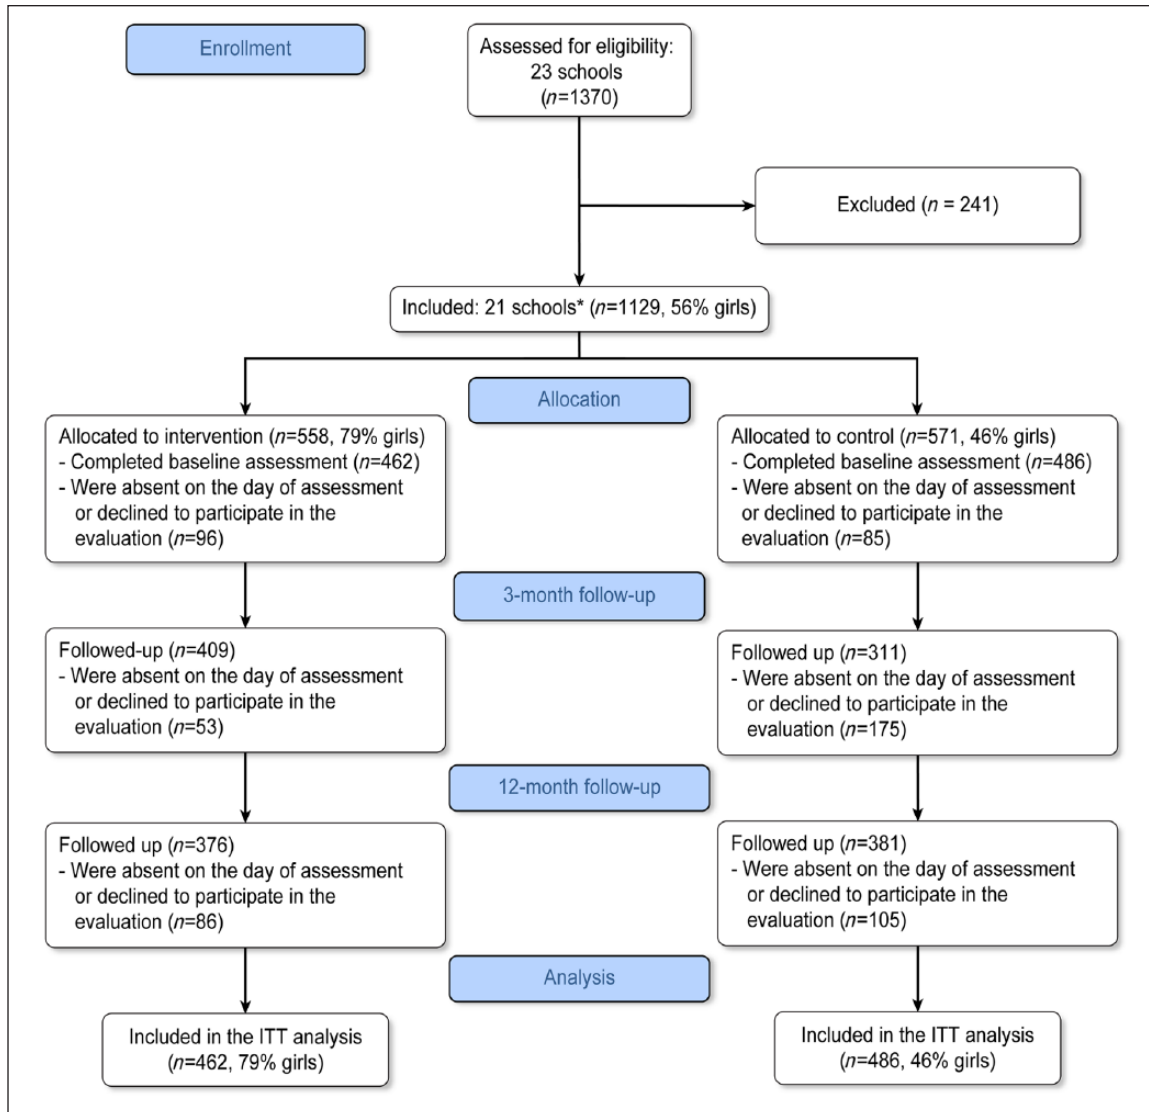 Enrollment
Assessed for eligibility:
23 schools
(n=1370)
Excluded (n = 241)
Included: 21 schools* (n=1129, 56% girls)
Allocation
Allocated to intervention (n=558, 79% girls)
- Completed baseline assessment (n=462)
- Were absent on the day of assessment
or declined to participate in the
evaluation (n=96)
Allocated to control (n=571, 46% girls)
- Completed baseline assessment (n=486)
- Were absent on the day of assessment
or declined to participate in the
evaluation (n=85)
3-month follow-up
Followed-up (n=409)
- Were absent on the day of assessment
or declined to participate in the
evaluation (n=53)
Followed up (n=311)
- Were absent on the day of assessment
or declined to participate in the
evaluation (n=175)
12-month follow-up
Followed up (n=376)
- Were absent on the day of assessment
or declined to participate in the
evaluation (n=86)
Followed up (n=381)
- Were absent on the day of assessment
or declined to participate in the
evaluation (n=105)
Analysis
Included in the ITT analysis
(n=462, 79% girls)
Included in the ITT analysis
(n=486, 46% girls)